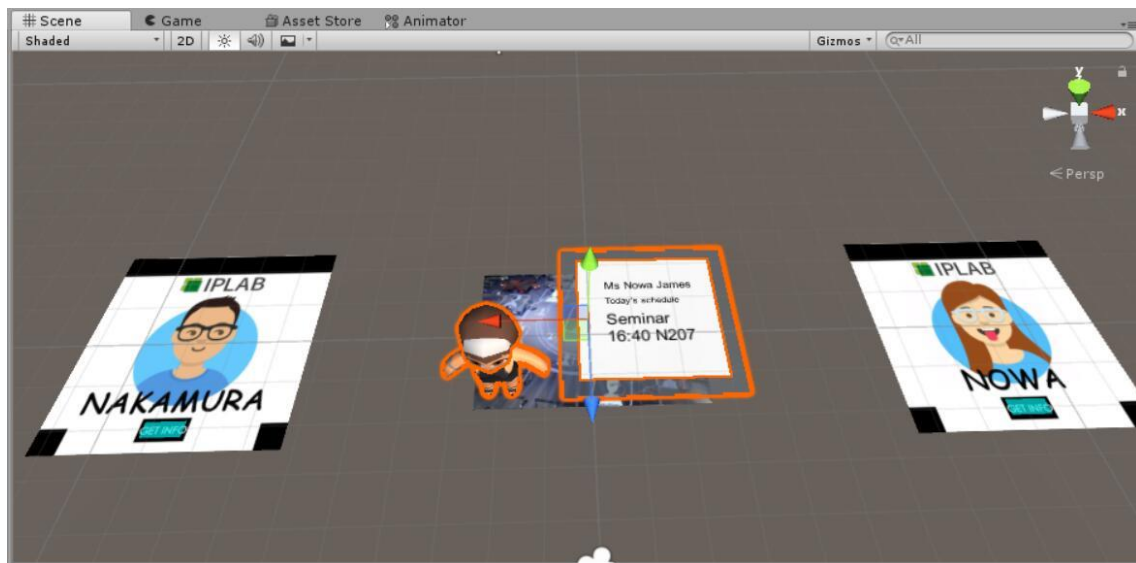 Scene
Game
Asset Store
Animator
Shaded
2D
Gizmos
All
y
x
Persp
IPLAB
NAKAMURA
GET INFO
Ms Nowa James
Today's schedule
Seminar
16:40 N207
IPLAB
NOWA
GET INFO